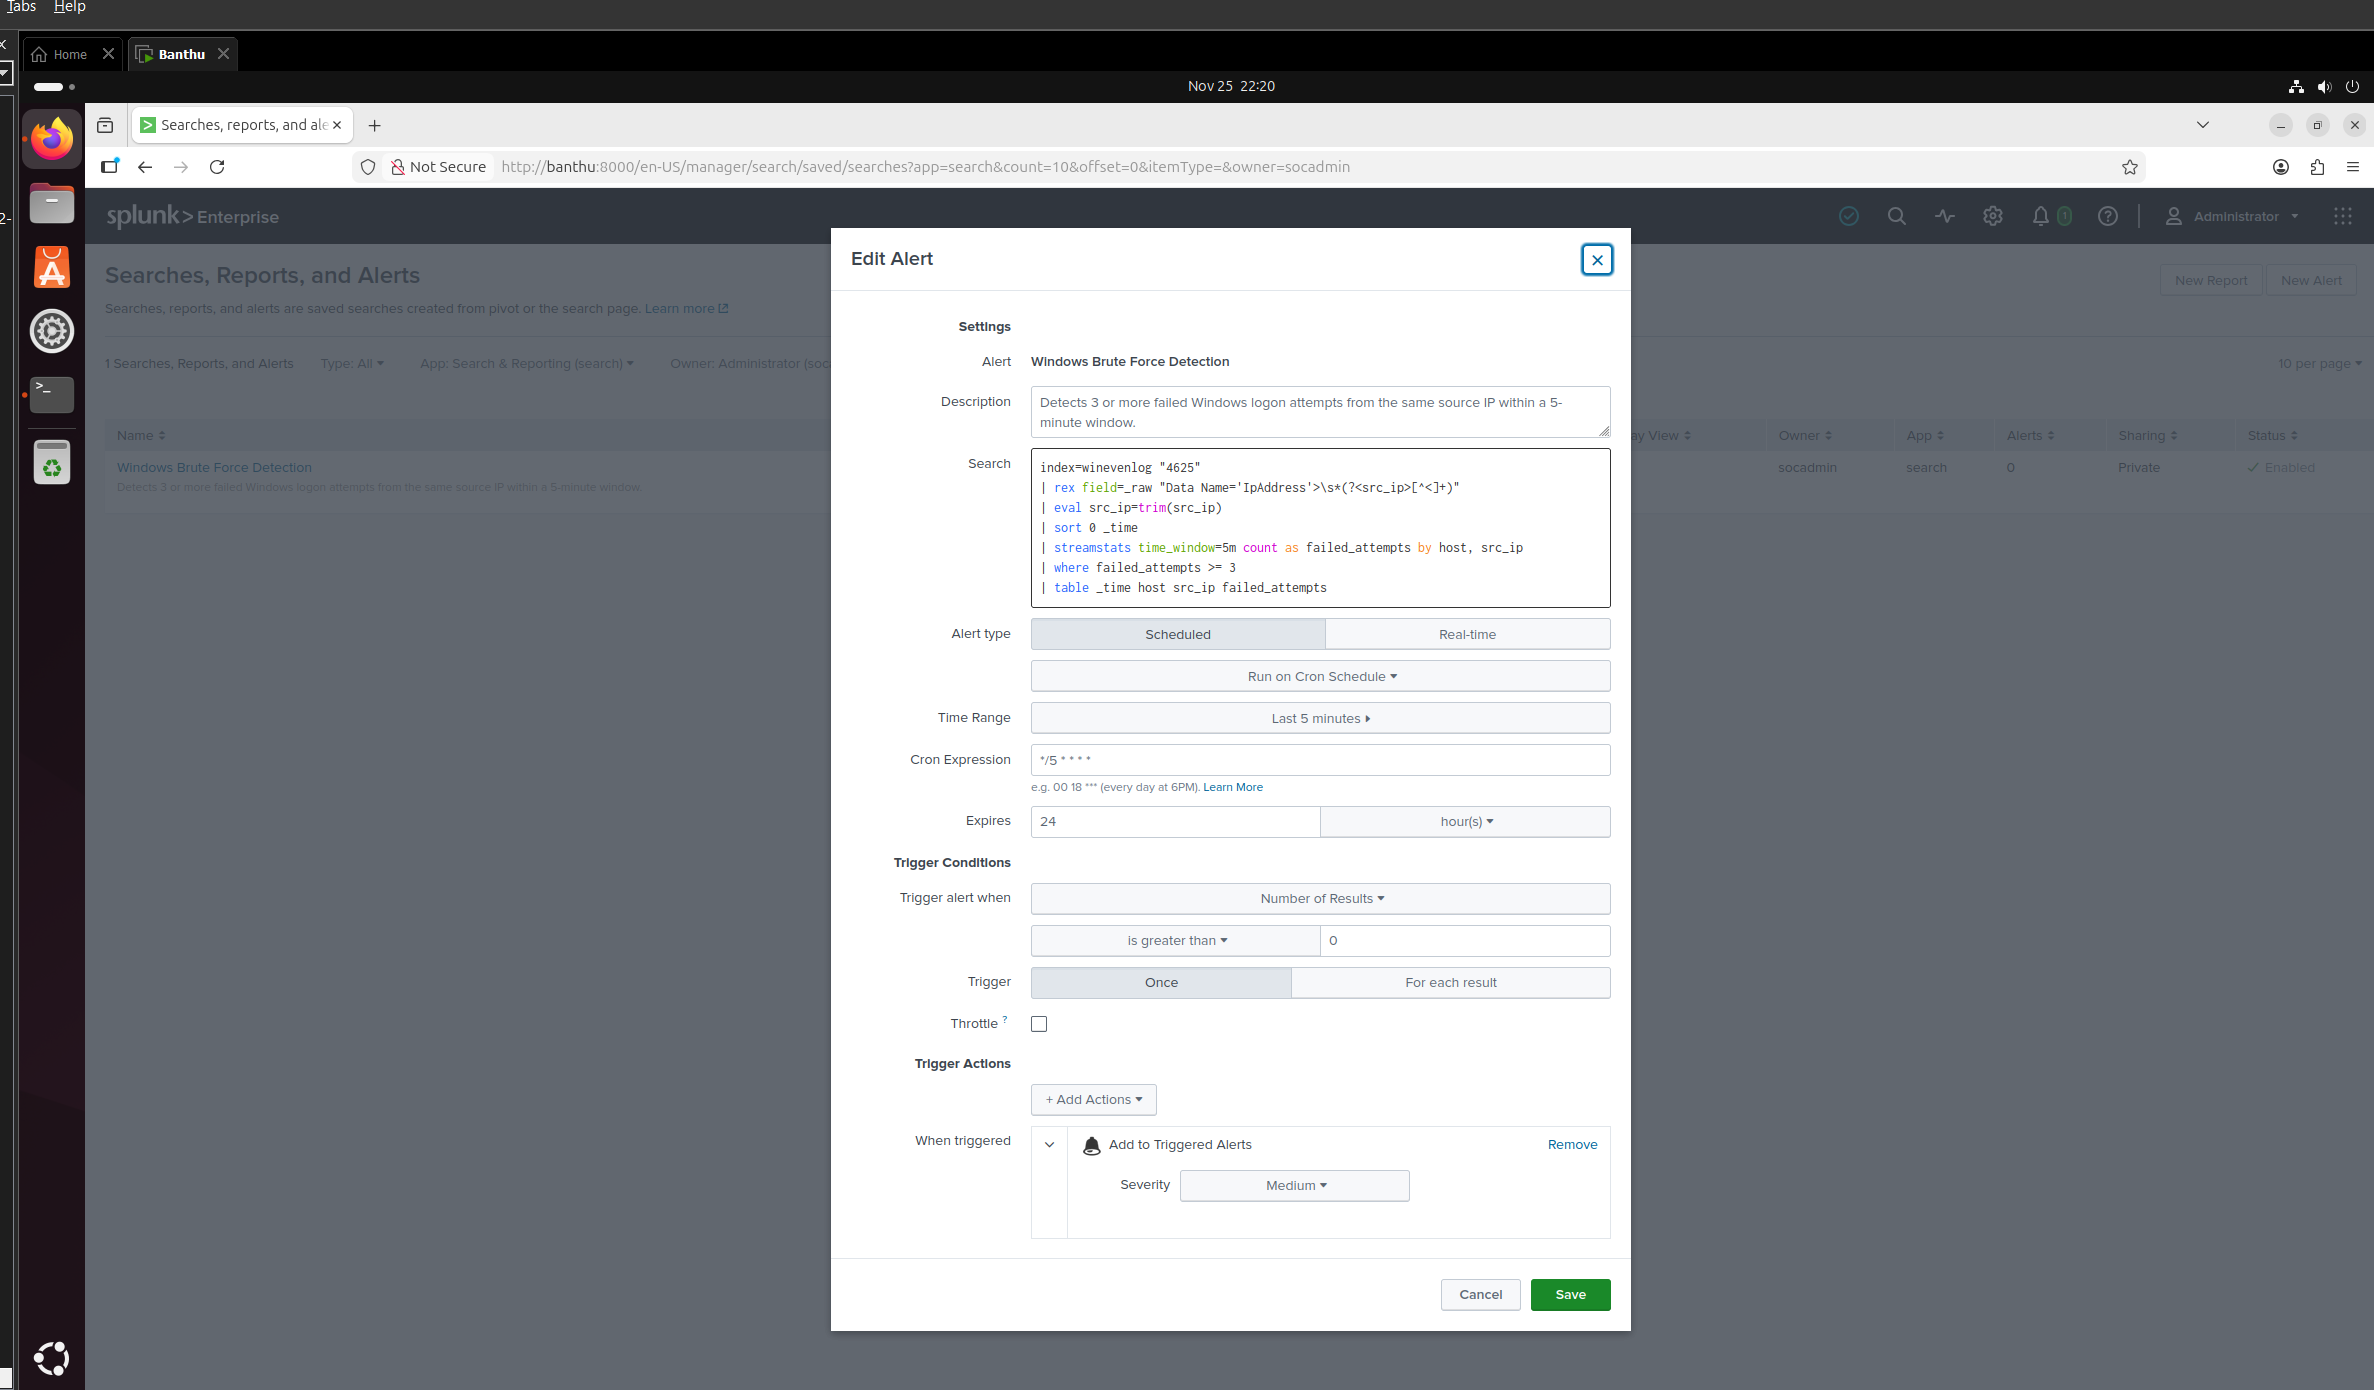 Tabs Help
Home
Banthu
Nov 25 22:20
Searches, reports, and ale
Not Secure http://banthu:8000/en-US/manager/search/saved/searches?app=search&count=10&offset=0&itemType=&owner=socadmin
2-
splunk> Enterprise
1
Administrator
Searches, Reports, and Alerts
New Report New Alert
Searches, reports, and alerts are saved searches created from pivot or the search page. Learn more
1 Searches, Reports, and Alerts Type: All App: Search & Reporting (search) Owner: Administrator (soc
10 per page
Name
ay View Owner App Alerts Sharing Status
Windows Brute Force Detection
socadmin search 0 Private Enabled
Detects 3 or more failed Windows logon attempts from the same source IP within a 5-minute window.
Edit Alert
Settings
Alert Windows Brute Force Detection
Description Detects 3 or more failed Windows logon attempts from the same source IP within a 5-
minute window.
Search
index=winevenlog "4625"
| rex field=_raw "Data Name='IpAddress'>\s*(?<src_ip>[^<]+)"
| eval src_ip=trim(src_ip)
| sort 0 _time
| streamstats time_window=5m count as failed_attempts by host, src_ip
| where failed_attempts >= 3
| table _time host src_ip failed_attempts
Alert type Scheduled Real-time
Run on Cron Schedule
Time Range Last 5 minutes
Cron Expression */5 * * * *
e.g. 00 18 *** (every day at 6PM). Learn More
Expires 24 hour(s)
Trigger Conditions
Trigger alert when Number of Results
is greater than 0
Trigger Once For each result
Throttle ?
Trigger Actions
+ Add Actions
When triggered Add to Triggered Alerts Remove
Severity Medium
Cancel Save